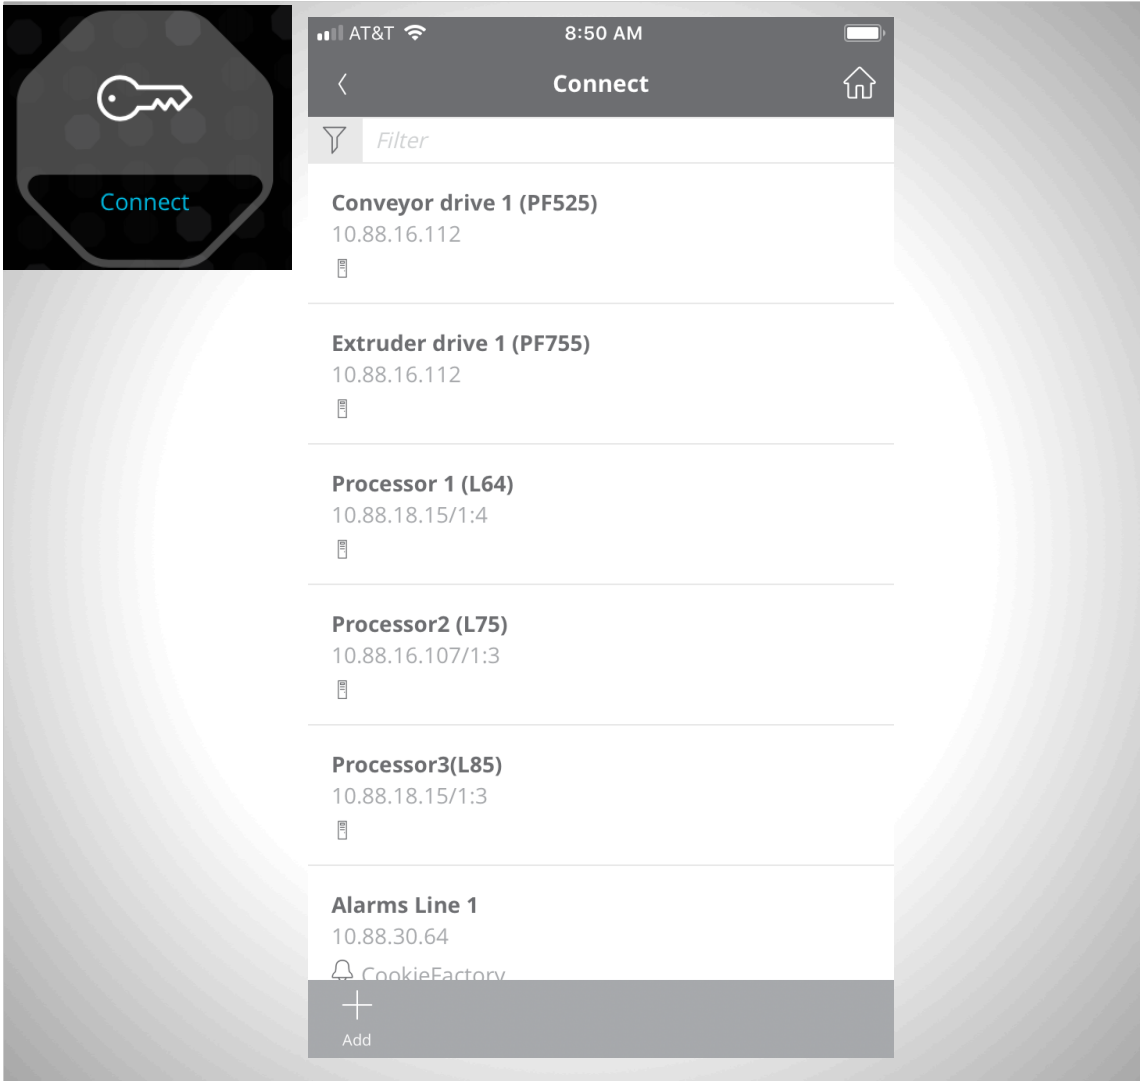 Connect
AT&T 8:50 AM
Connect
Filter
Conveyor drive 1 (PF525)
10.88.16.112
Extruder drive 1 (PF755)
10.88.16.112
Processor 1 (L64)
10.88.18.15/1:4
Processor2 (L75)
10.88.16.107/1:3
Processor3(L85)
10.88.18.15/1:3
Alarms Line 1
10.88.30.64
CookieFactory
Add